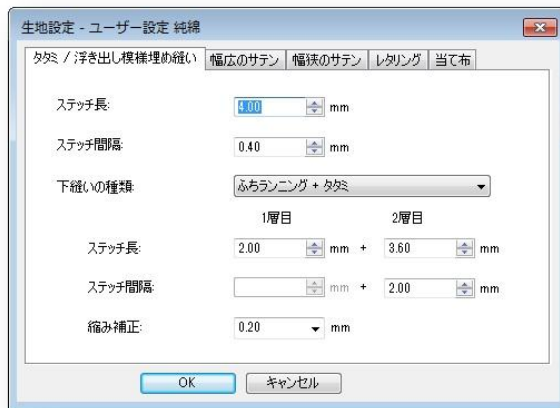 生地設定 - ユーザー設定 純綿
タタミ / 浮き出し模様埋め縫い 幅広のサテン 幅狭のサテン レタリング 当て布
ステッチ長: 4.00 mm
ステッチ間隔: 0.40 mm
下縫いの種類: ふちランニング + タタミ
1層目 2層目
ステッチ長: 2.00 mm + 3.60 mm
ステッチ間隔: mm + 2.00 mm
縮み補正: 0.20 mm
OK キャンセル